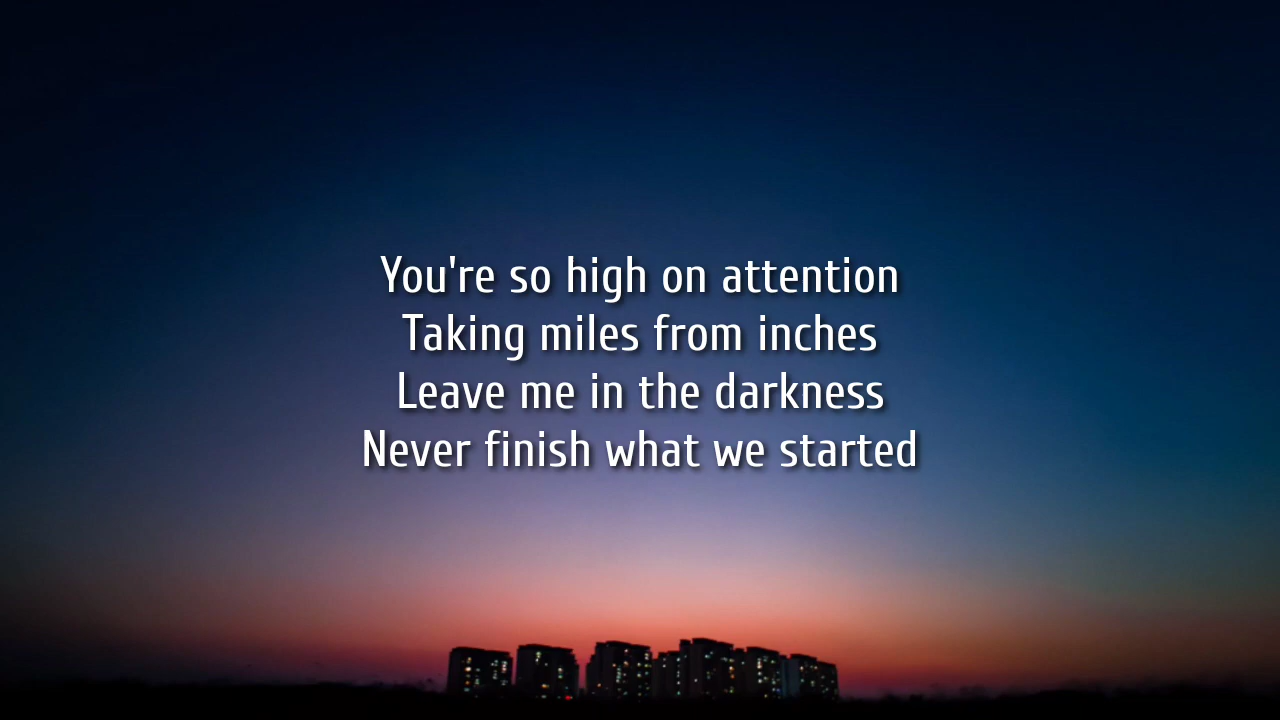 You're so high on attention
Taking miles from inches
Leave me in the darkness
Never finish what we started